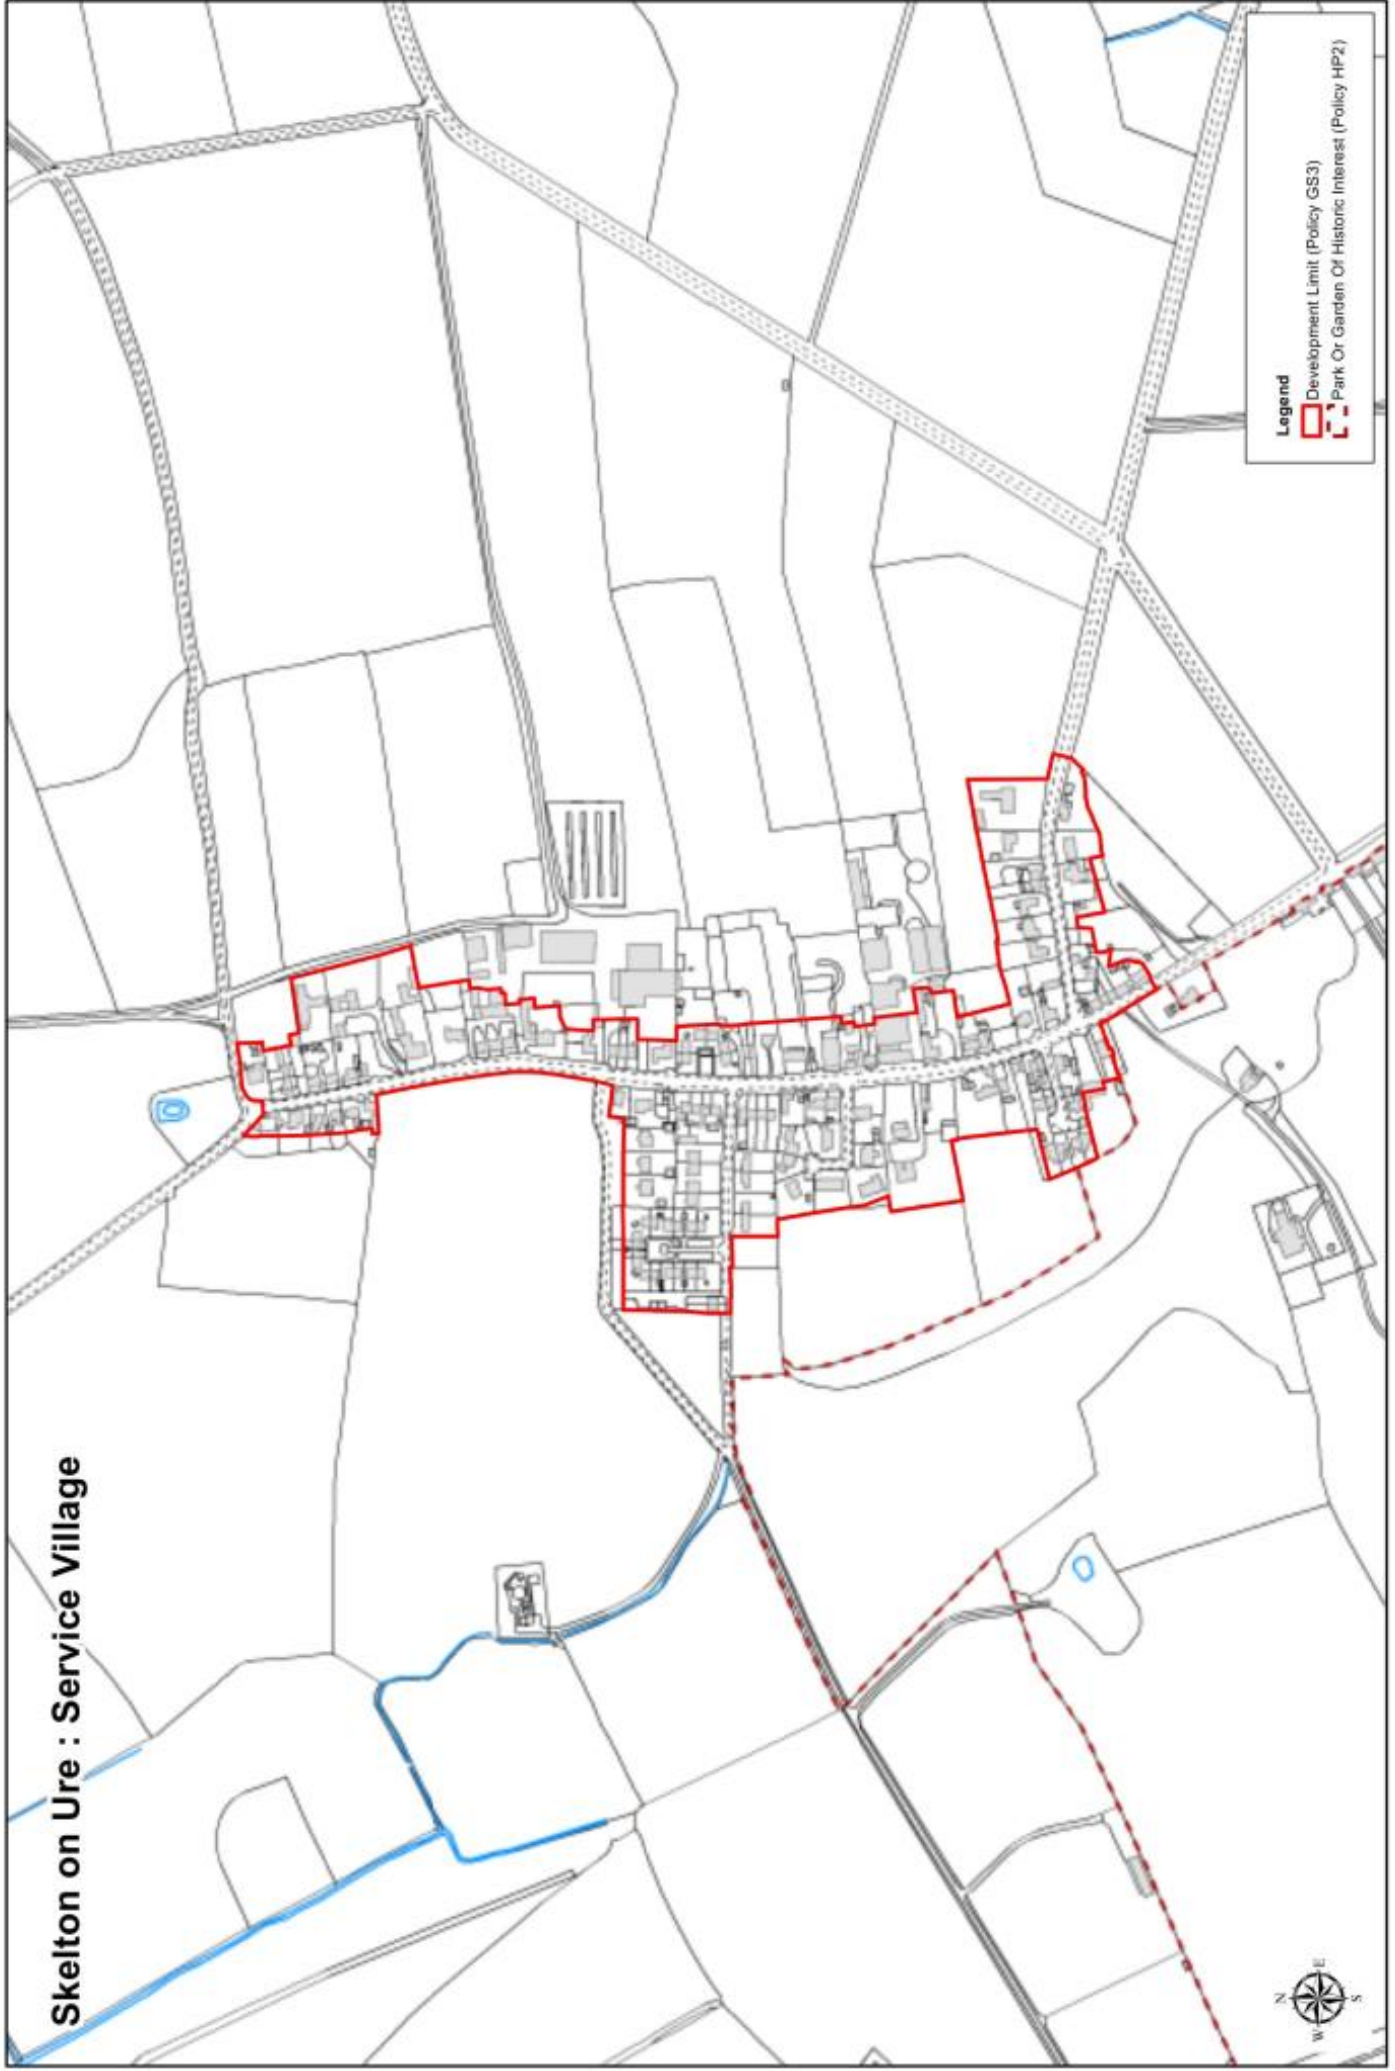 Skelton on Ure : Service Village
Legend
Development Limit (Policy GS3)
Park Or Garden Of Historic Interest (Policy HP2)
N
W E
S